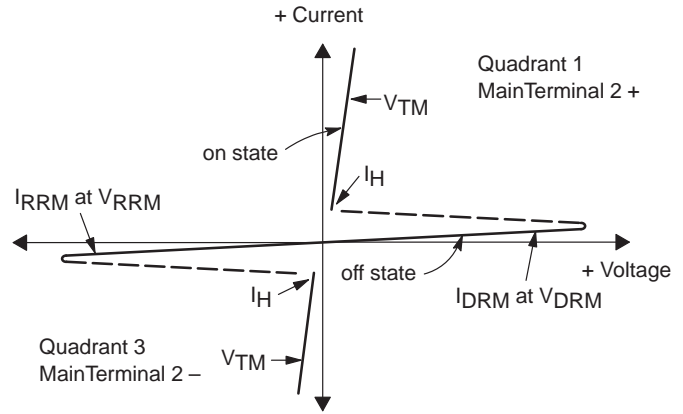 + Current
Quadrant 1
MainTerminal 2 +
VTM
on state
IH
IRRM at VRRM
off state
+ Voltage
IDRM at VDRM
IH
Quadrant 3
MainTerminal 2 –
VTM